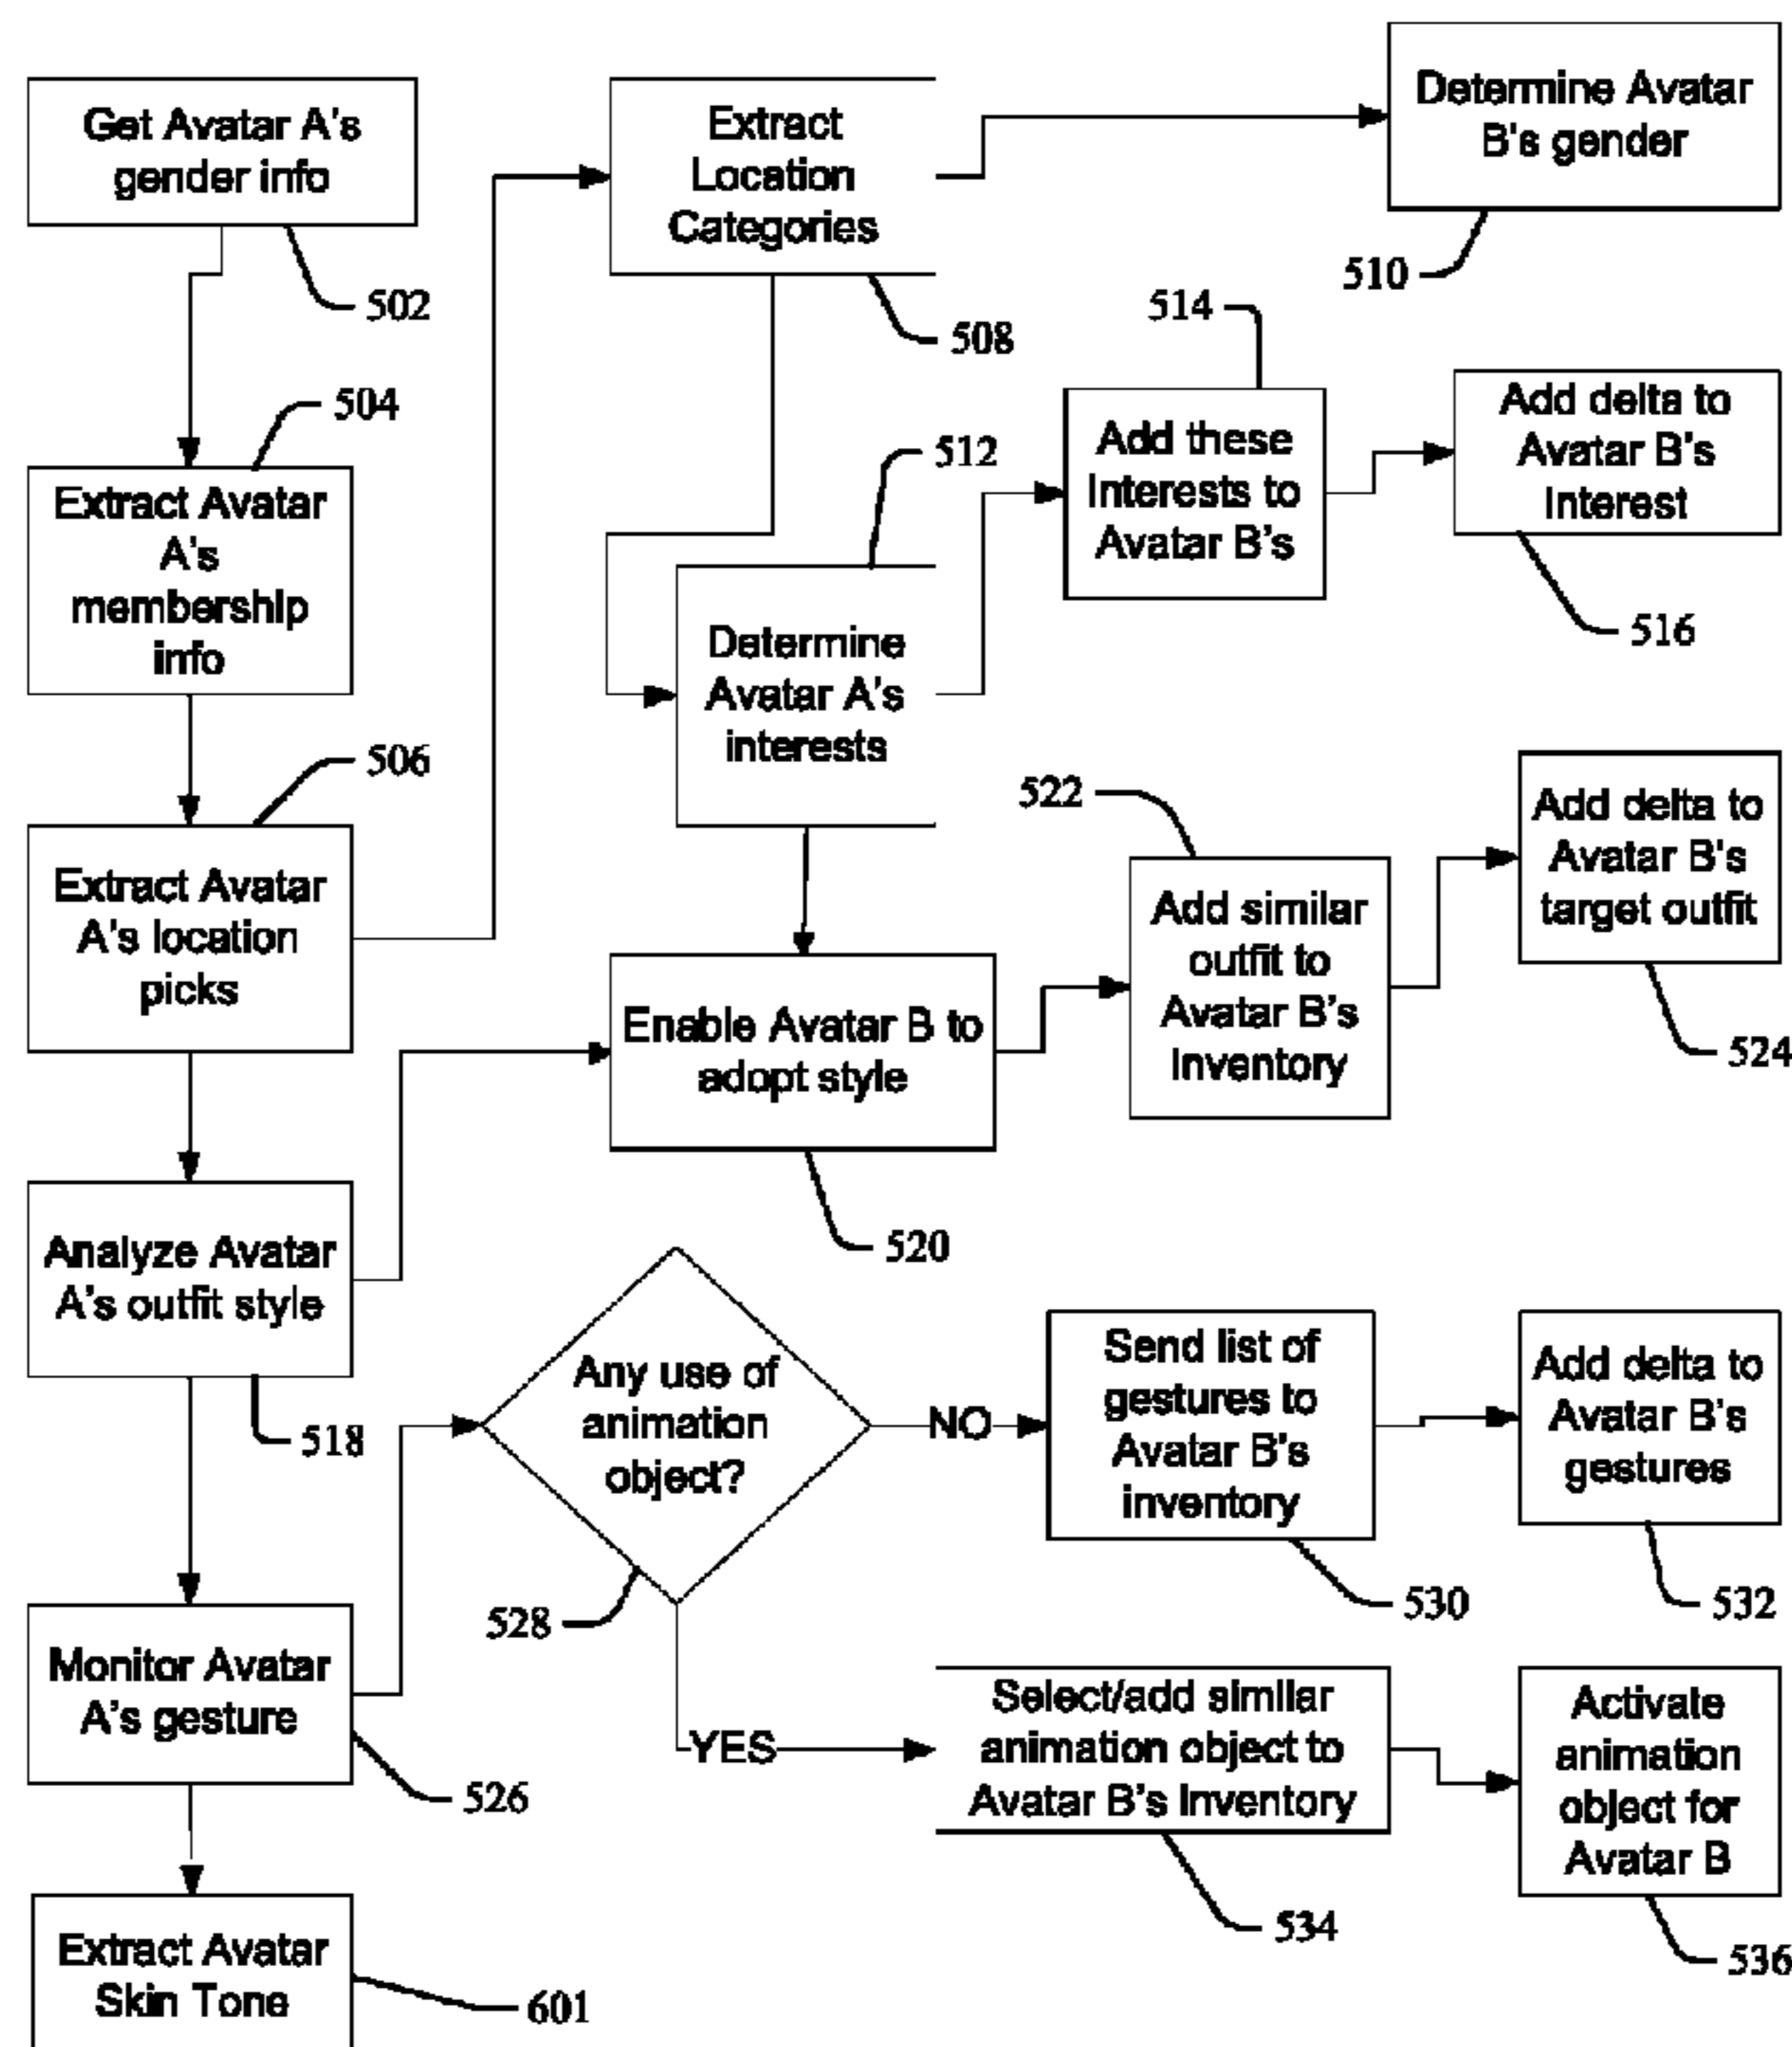 Get Avatar A's
gender info
502
504
Extract Avatar
A's
membership
info
506
Extract Avatar
A's location
picks
Analyze Avatar
A's outfit style
518
Monitor Avatar
A's gesture
526
Extract Avatar
Skin Tone
601
Extract
Location
Categories
508
Determine Avatar
B's gender
510
512
Determine
Avatar A's
interests
514
Add these
Interests to
Avatar B's
Add delta to
Avatar B's
Interest
516
Enable Avatar B to
adopt style
520
522
Add similar
outfit to
Avatar B's
Inventory
Add delta to
Avatar B's
target outfit
524
Any use of
animation
object?
528
NO
Send list of
gestures to
Avatar B's
inventory
530
Add delta to
Avatar B's
gestures
532
YES
Select/add similar
animation object to
Avatar B's Inventory
534
Activate
animation
object for
Avatar B
536